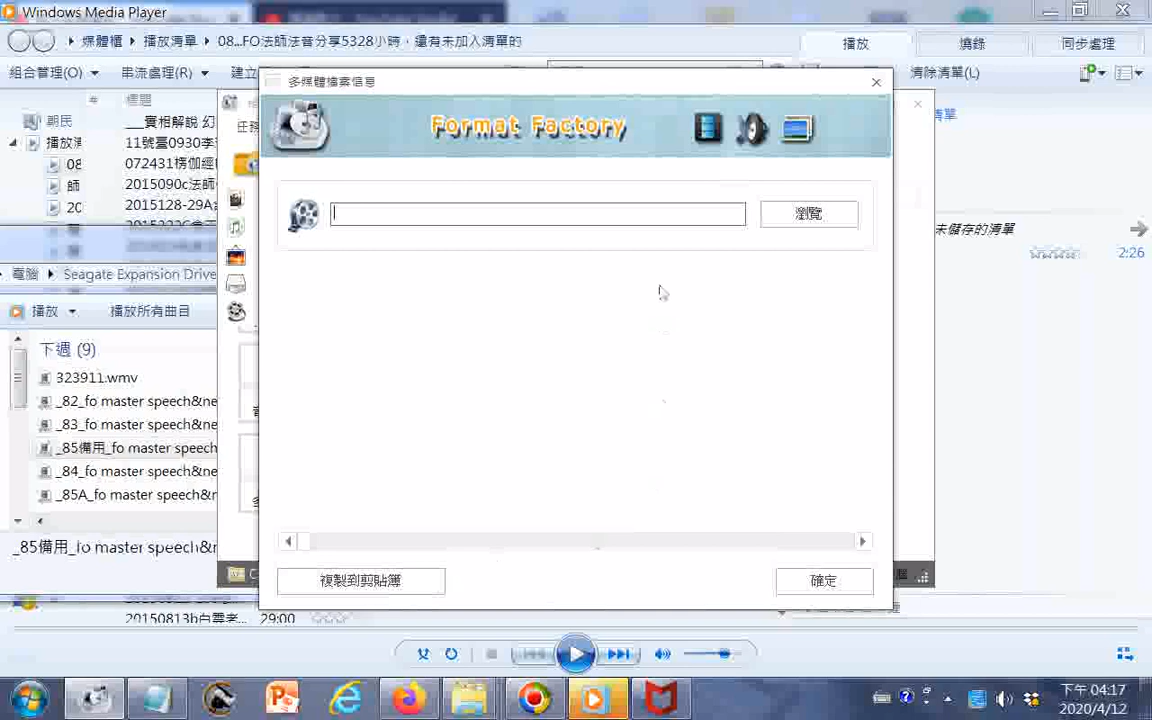 Windows Media Player
媒體櫃 播放清單 08...FO法師法音分享5328小時，還有未加入清單的
播放
燒錄
同步處理
組合管理(O)
串流處理(R)
建立
清除清單(L)
多媒體檔案信息
標題
Format Factory
清單
朝民
___實相解說 幻
播放清
11號臺0930李
08
072431楞伽經
師
2015090c法師
20
2015128-29A
瀏覽
未儲存的清單
2:26
電腦
Seagate Expansion Drive
播放
播放所有曲目
下週 (9)
323911.wmv
_82_fo master speech&ne
_83_fo master speech&ne
_85備用_fo master speech
_84_fo master speech&ne
_85A_fo master speech&r
_85備用_fo master speech&r
複製到剪貼簿
確定
20150813b白雲老... 29:00
下午 04:17
2020/4/12